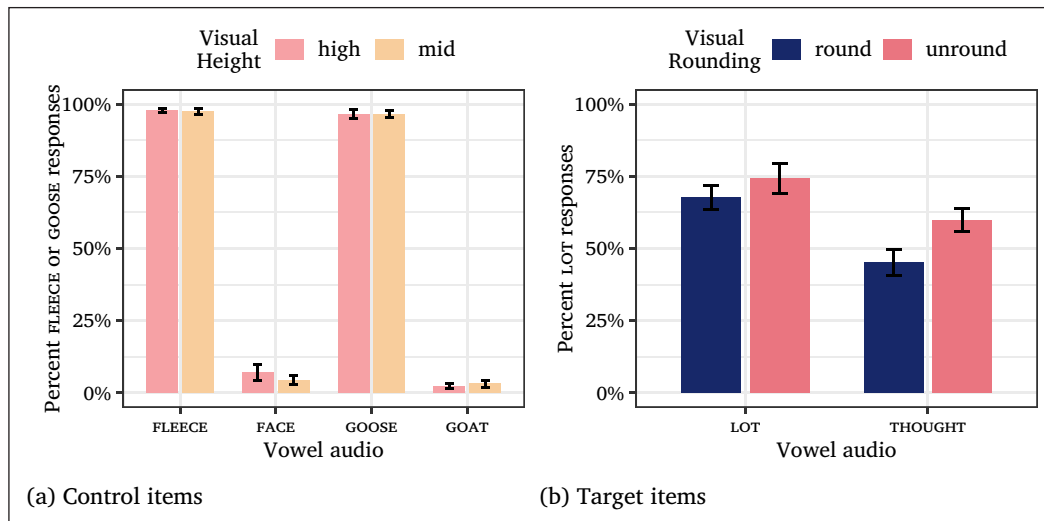 Visual
Height
high
mid
Percent FLEECE or GOOSE responses
100%
75%
50%
25%
0%
FLEECE
FACE
GOOSE
GOAT
Vowel audio
(a) Control items
Visual
Rounding
round
unround
Percent LOT responses
100%
75%
50%
25%
0%
LOT
THOUGHT
Vowel audio
(b) Target items